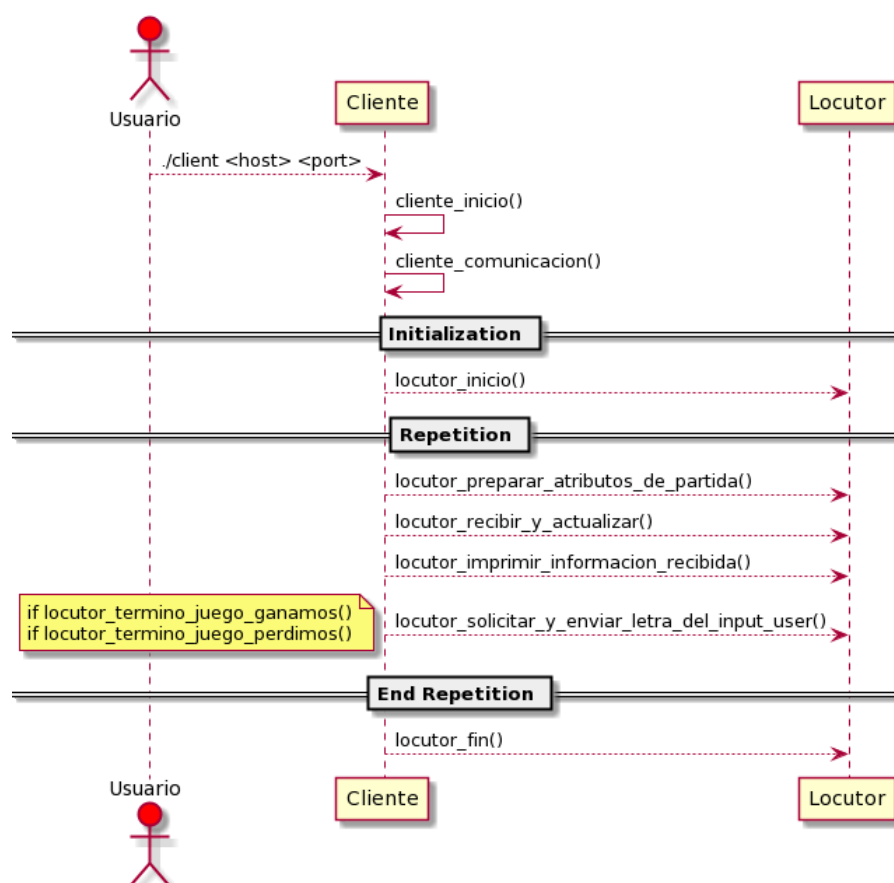 Usuario
Cliente
Locutor
./client <host> <port>
cliente_inicio()
cliente_comunicacion()
Initialization
locutor_inicio()
Repetition
locutor_preparar_atributos_de_partida()
locutor_recibir_y_actualizar()
locutor_imprimir_informacion_recibida()
if locutor_termino_juego_ganamos()
if locutor_termino_juego_perdimos()
locutor_solicitar_y_enviar_letra_del_input_user()
End Repetition
locutor_fin()
Usuario
Cliente
Locutor